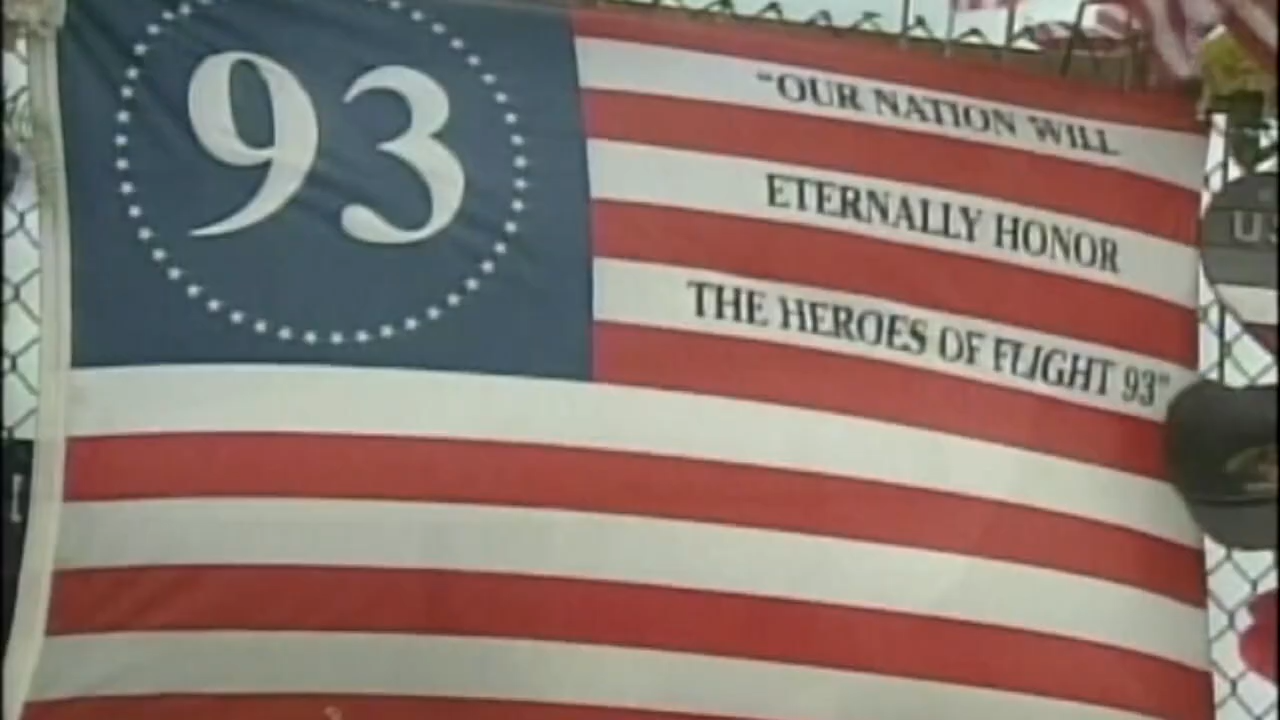 93
"OUR NATION WILL
ETERNALLY HONOR
THE HEROES OF FLIGHT 93"